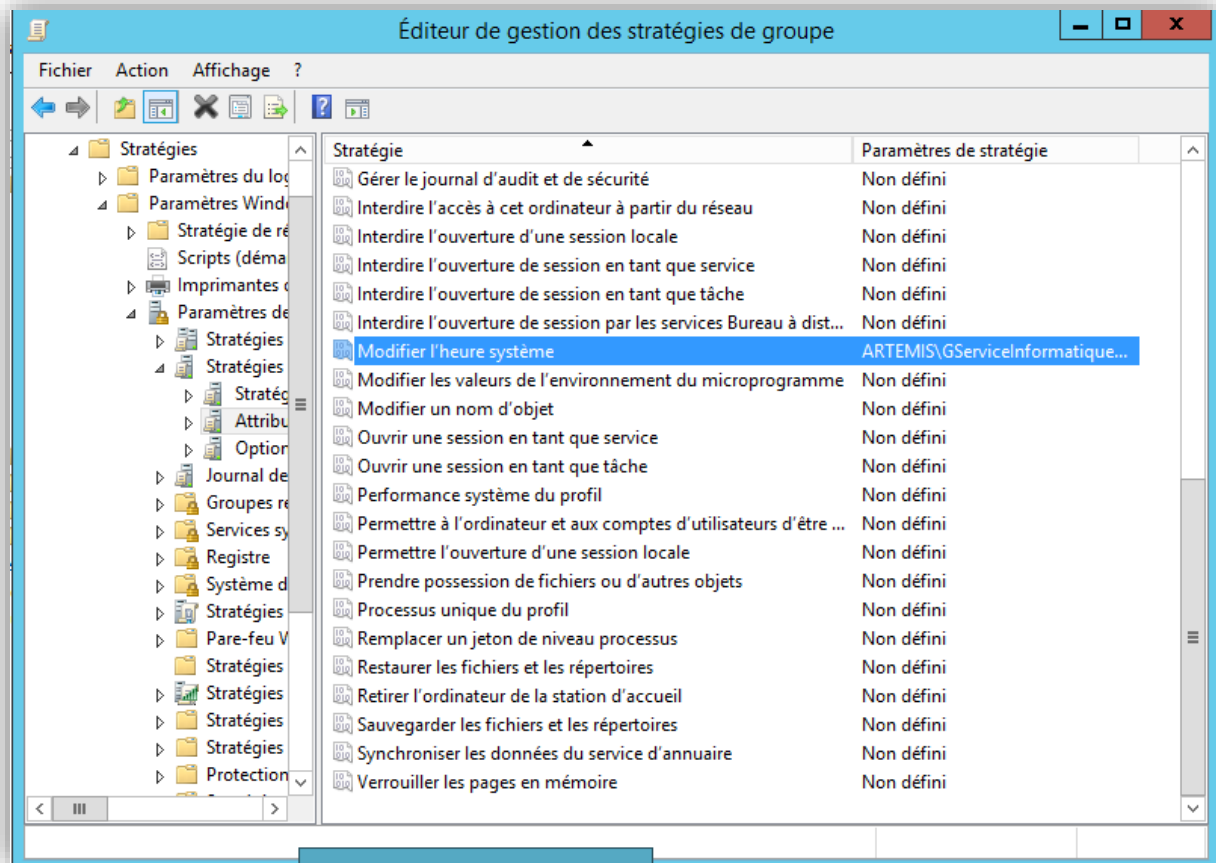 Éditeur de gestion des stratégies de groupe
Fichier Action Affichage ?
Stratégies
Paramètres du log
Paramètres Wind
Stratégie de ré
Scripts (déma
Imprimantes
Paramètres de
Stratégies
Stratégies
Stratég
Attribu
Option
Journal de
Groupes re
Services sy
Registre
Système d
Stratégies
Pare-feu
Stratégies
Stratégies
Stratégies
Stratégies
Protection
Stratégie Paramètres de stratégie
Gérer le journal d'audit et de sécurité Non défini
Interdire l'accès à cet ordinateur à partir du réseau Non défini
Interdire l'ouverture d'une session locale Non défini
Interdire l'ouverture de session en tant que service Non défini
Interdire l'ouverture de session en tant que tâche Non défini
Interdire l'ouverture de session par les services Bureau à dist... Non défini
Modifier l'heure système ARTEMIS\GServiceInformatique...
Modifier les valeurs de l'environnement du microprogramme Non défini
Modifier un nom d'objet Non défini
Ouvrir une session en tant que service Non défini
Ouvrir une session en tant que tâche Non défini
Performance système du profil Non défini
Permettre à l'ordinateur et aux comptes d'utilisateurs d'être ... Non défini
Permettre l'ouverture d'une session locale Non défini
Prendre possession de fichiers ou d'autres objets Non défini
Processus unique du profil Non défini
Remplacer un jeton de niveau processus Non défini
Restaurer les fichiers et les répertoires Non défini
Retirer l'ordinateur de la station d'accueil Non défini
Sauvegarder les fichiers et les répertoires Non défini
Synchroniser les données du service d'annuaire Non défini
Verrouiller les pages en mémoire Non défini